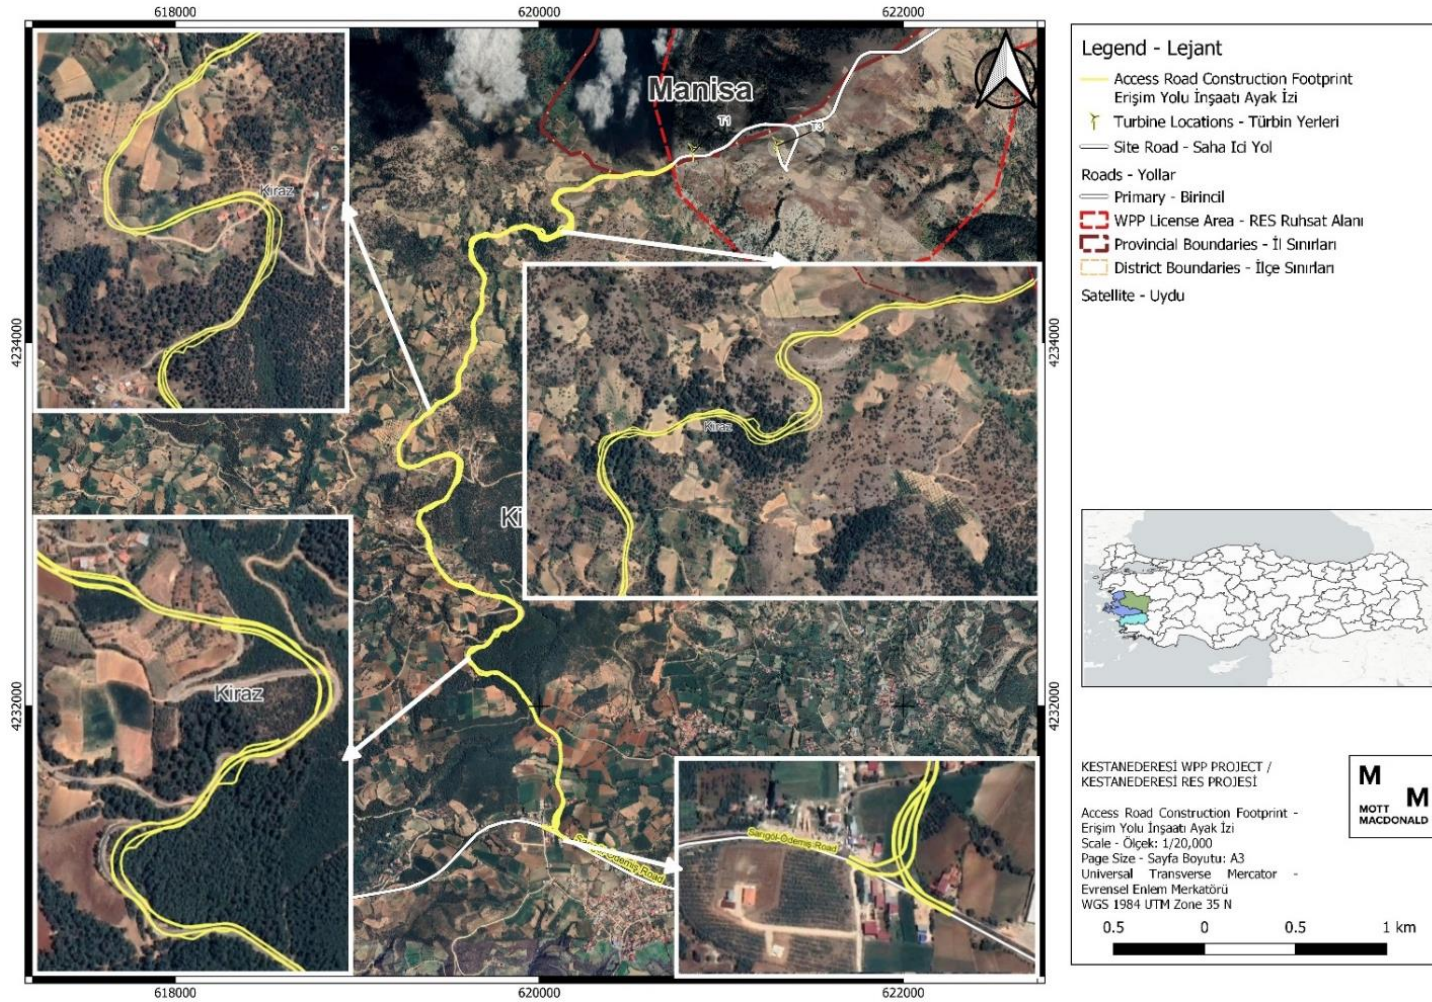 618000
620000
622000
Manisa
T1
T3
Kiraz
Kiraz
Ki
Kiraz
4234000
4232000
4234000
4232000
Sarıgöl-Ödemiş Road
Sarıgöl-Ödemiş Road
618000
620000
622000
Legend - Lejant
Access Road Construction Footprint
Erişim Yolu İnşaatı Ayak İzi
Turbine Locations - Türbin Yerleri
Site Road - Saha Ici Yol
Roads - Yollar
Primary - Birincil
WPP License Area - RES Ruhsat Alanı
Provincial Boundaries - İl Sınırları
District Boundaries - İlçe Sınırları
Satellite - Uydu
KESTANEDERESİ WPP PROJECT /
KESTANEDERESİ RES PROJESİ
Access Road Construction Footprint -
Erişim Yolu İnşaatı Ayak İzi
Scale - Ölçek: 1/20,000
Page Size - Sayfa Boyutu: A3
Universal Transverse Mercator -
Evrensel Enlem Merkatörü
WGS 1984 UTM Zone 35 N
M
M
MOTT
MACDONALD
0.5 0 0.5 1 km